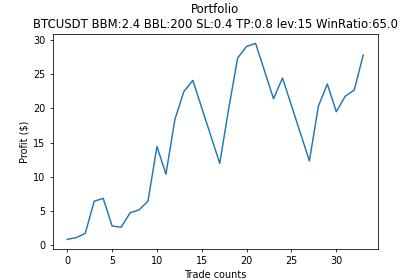 Portfolio
BTCUSDT BBM:2.4 BBL:200 SL:0.4 TP:0.8 lev:15 WinRatio:65.0
30
25
20
15
10
5
0
Profit ($)
0 5 10 15 20 25 30
Trade counts